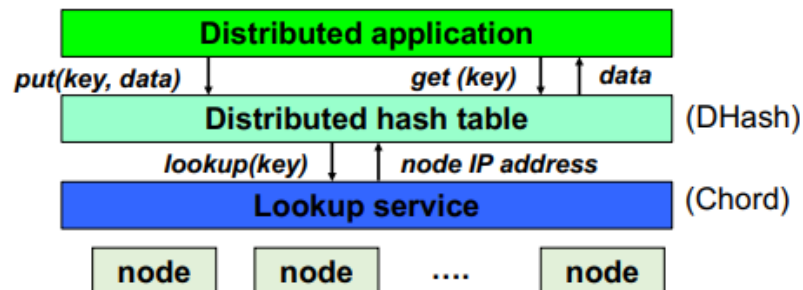 Distributed application
put(key, data) get (key) data
Distributed hash table (DHash)
lookup(key) node IP address
Lookup service (Chord)
node node .... node